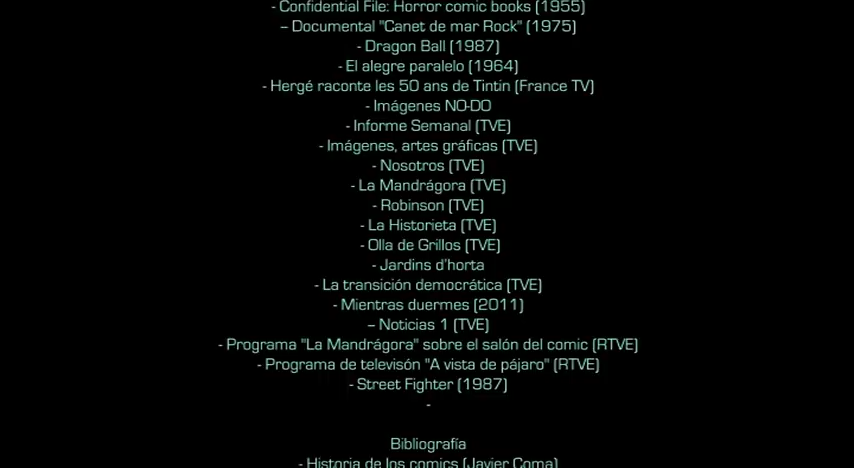 - Confidential File: Horror comic books (1955)
– Documental "Canet de mar Rock" (1975)
- Dragon Ball (1987)
- El alegre paralelo (1964)
- Hergé raconte les 50 ans de Tintin (France TV)
- Imágenes NO-DO
- Informe Semanal (TVE)
- Imágenes, artes gráficas (TVE)
- Nosotros (TVE)
- La Mandrágora (TVE)
- Robinson (TVE)
- La Historieta (TVE)
- Olla de Grillos (TVE)
- Jardins d'horta
- La transición democrática (TVE)
- Mientras duermes (2011)
– Noticias 1 (TVE)
- Programa "La Mandrágora" sobre el salón del comic (RTVE)
- Programa de televisón "A vista de pájaro" (RTVE)
- Street Fighter (1987)
-
Bibliografía
- Historia de los comics (Javier Coma)